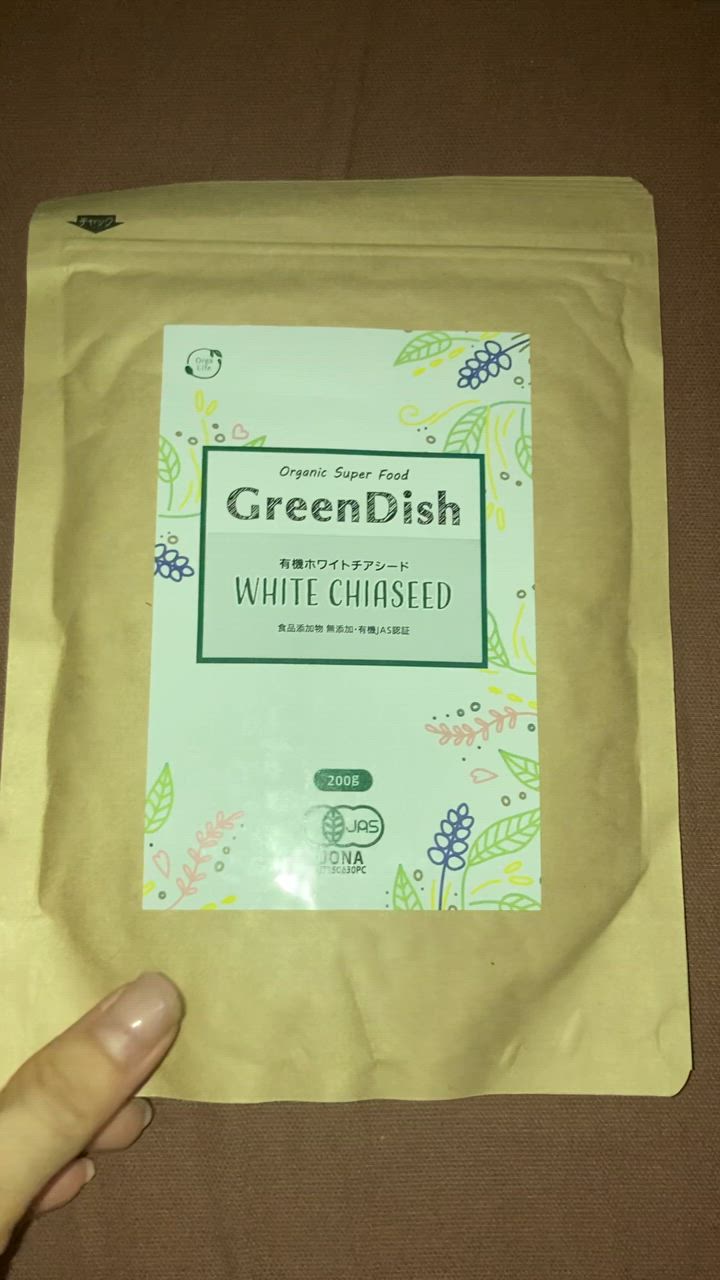 チャック
Orga
Life
Organic Super Food
GreenDish
有機ホワイトチアシード
WHITE CHIASEED
食品添加物 無添加・有機JAS認証
200g
JAS
JONA